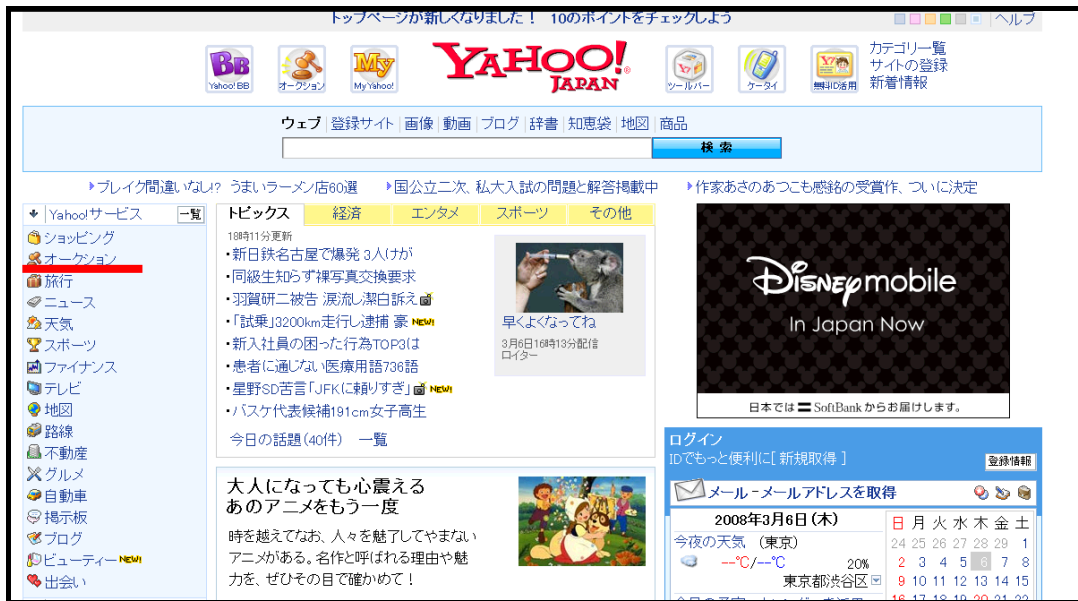 トップページが新しくなりました！ 10のポイントをチェックしよう
ヘルプ
BB
Yahoo!BB
オークション
My
My Yahoo!
YAHOO!
JAPAN
ツールバー
ケータイ
無料ID活用
カテゴリ一覧
サイトの登録
新着情報
ウェブ | 登録サイト | 画像 | 動画 | ブログ | 辞書 | 知恵袋 | 地図 | 商品
検索
ブレイク間違いなし!? うまいラーメン店60選
国公立二次、私大入試の問題と解答掲載中
作家あさのあつこも感銘の受賞作、ついに決定
Yahoo!サービス 一覧
ショッピング
オークション
旅行
ニュース
天気
スポーツ
ファイナンス
テレビ
地図
路線
不動産
グルメ
自動車
掲示板
ブログ
ビューティー NEW!
出会い
トピックス 経済 エンタメ スポーツ その他
18時11分更新
・新日鉄名古屋で爆発 3人けが
・同級生知らず裸写真交換要求
・羽賀研二被告 涙流し潔白訴え
・「試乗」3200km走行し逮捕 豪 NEW!
・新入社員の困った行為TOP3は
・患者に通じない医療用語736語
・星野SD苦言「JFKに頼りすぎ」 NEW!
・バスケ代表候補191cm女子高生
今日の話題(40件) 一覧
早くよくなってね
3月6日16時13分配信
ロイター
大人になっても心震える
あのアニメをもう一度
時を越えてなお、人々を魅了してやまない
アニメがある。名作と呼ばれる理由や魅
力を、ぜひその目で確かめて！
Disney mobile
In Japan Now
日本では SoftBank からお届けします。
ログイン
IDでもっと便利に[ 新規取得 ]
登録情報
メール - メールアドレスを取得
2008年3月6日(木)
今夜の天気 (東京)
--℃/--℃ 20%
東京都渋谷区
日 月 火 水 木 金 土
24 25 26 27 28 29 1
2 3 4 5 6 7 8
9 10 11 12 13 14 15
16 17 18 19 20 21 22